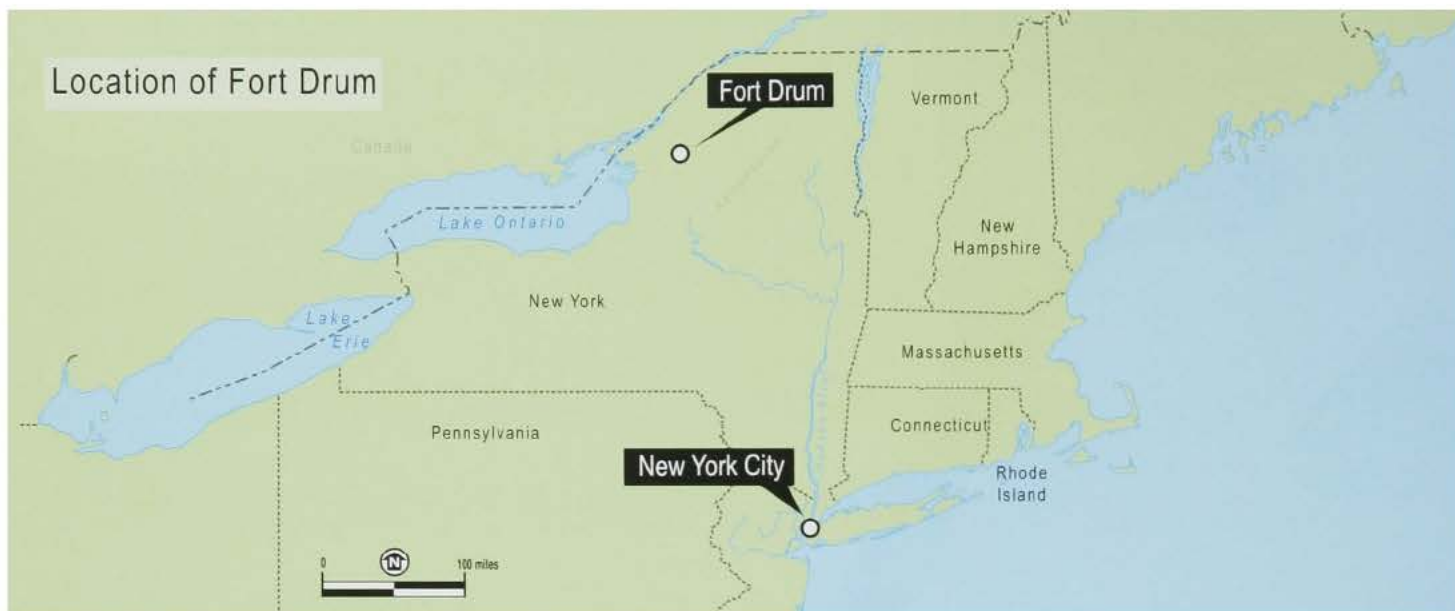 Location of Fort Drum
Fort Drum
Vermont
Canada
Lake Ontario
New
Hampshire
New York
Lake
Erie
Massachusetts
Pennsylvania
Connecticut
New York City
Rhode
Island
N
0
100 miles